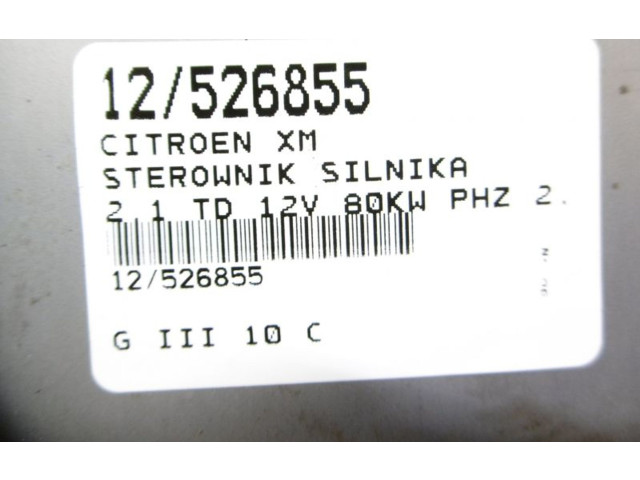 12/526855
CITROEN XM
STEROWNIK SILNIKA
2.1 TD 12V 80KW PHZ 2.
12/526855
G III 10 C